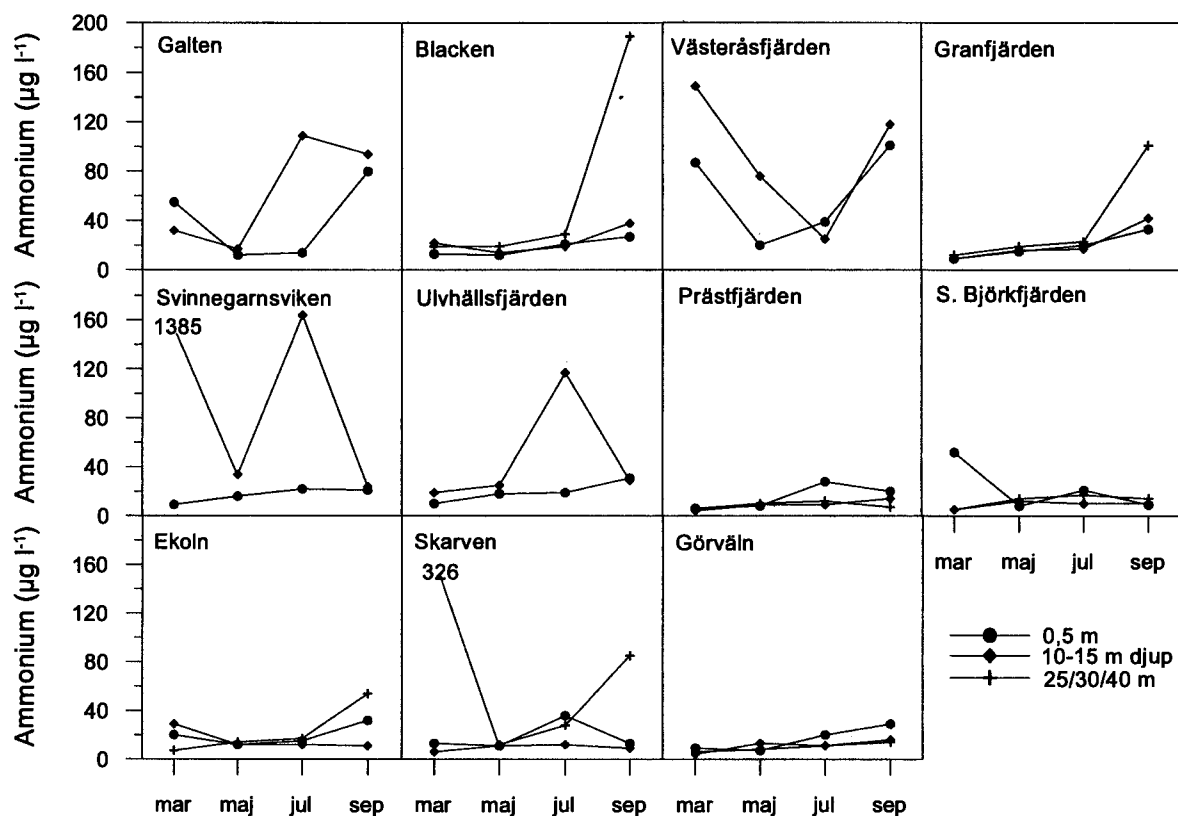 Ammonium (µg l-1)
200
160
120
80
40
0
Galten
Blacken
Västeråsfjärden
Granfjärden
Ammonium (µg l-1)
160
120
80
40
0
Svinnegarnsviken
1385
Ulvhällsfjärden
Prästfjärden
S. Björkfjärden
mar maj jul sep
Ammonium (µg l-1)
160
120
80
40
0
Ekoln
Skarven
326
Görväln
0,5 m
10-15 m djup
25/30/40 m
mar maj jul sep
mar maj jul sep
mar maj jul sep